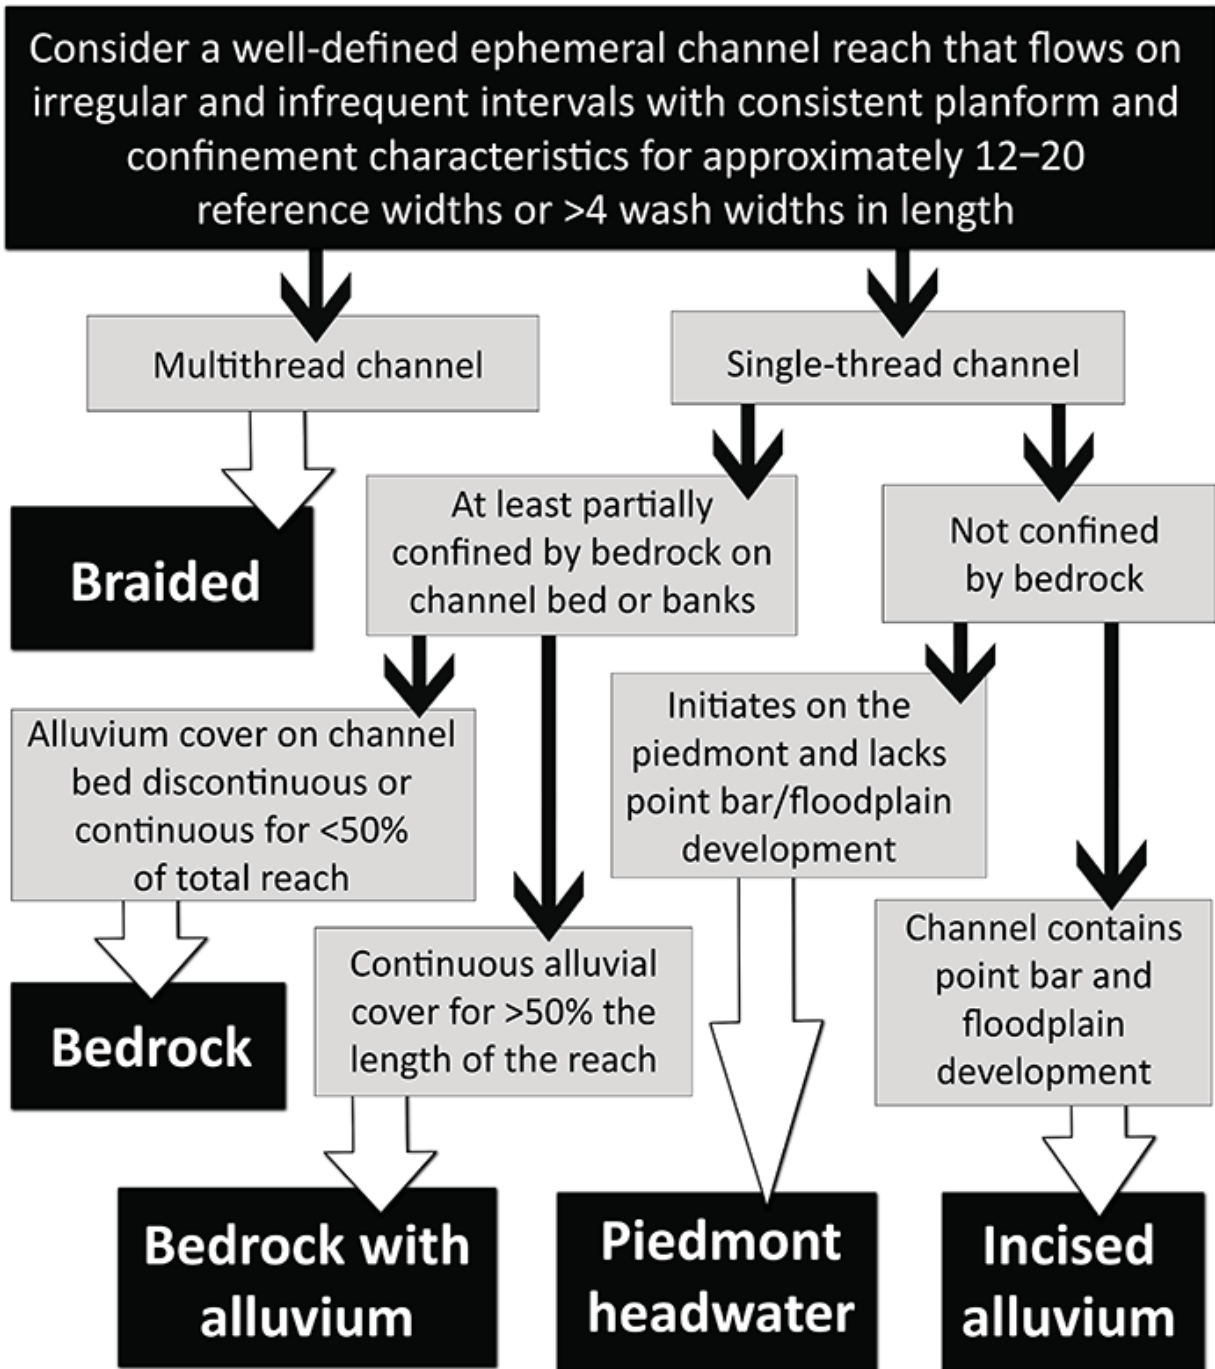 Consider a well-defined ephemeral channel reach that flows on
irregular and infrequent intervals with consistent planform and
confinement characteristics for approximately 12–20
reference widths or >4 wash widths in length
Multithread channel
Single-thread channel
Braided
At least partially
confined by bedrock on
channel bed or banks
Not confined
by bedrock
Alluvium cover on channel
bed discontinuous or
continuous for <50%
of total reach
Initiates on the
piedmont and lacks
point bar/floodplain
development
Bedrock
Continuous alluvial
cover for >50% the
length of the reach
Channel contains
point bar and
floodplain
development
Bedrock with
alluvium
Piedmont
headwater
Incised
alluvium